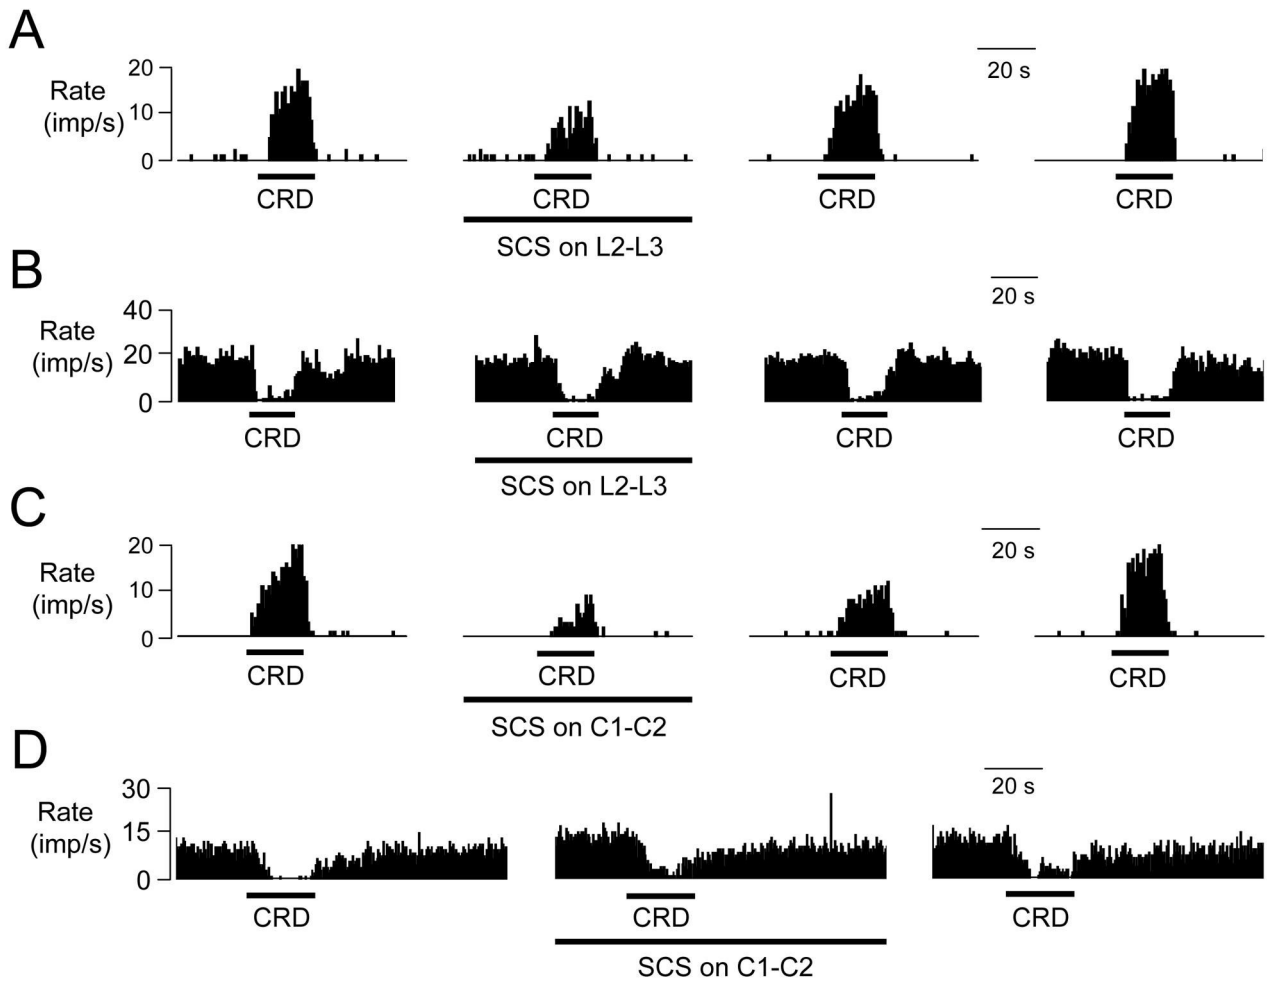 A
Rate
(imp/s)
20
10
0
20 s
CRD
CRD
CRD
CRD
SCS on L2-L3
B
Rate
(imp/s)
40
20
0
20 s
CRD
CRD
CRD
CRD
SCS on L2-L3
C
Rate
(imp/s)
20
10
0
20 s
CRD
CRD
CRD
CRD
SCS on C1-C2
D
Rate
(imp/s)
30
15
0
20 s
CRD
CRD
CRD
SCS on C1-C2